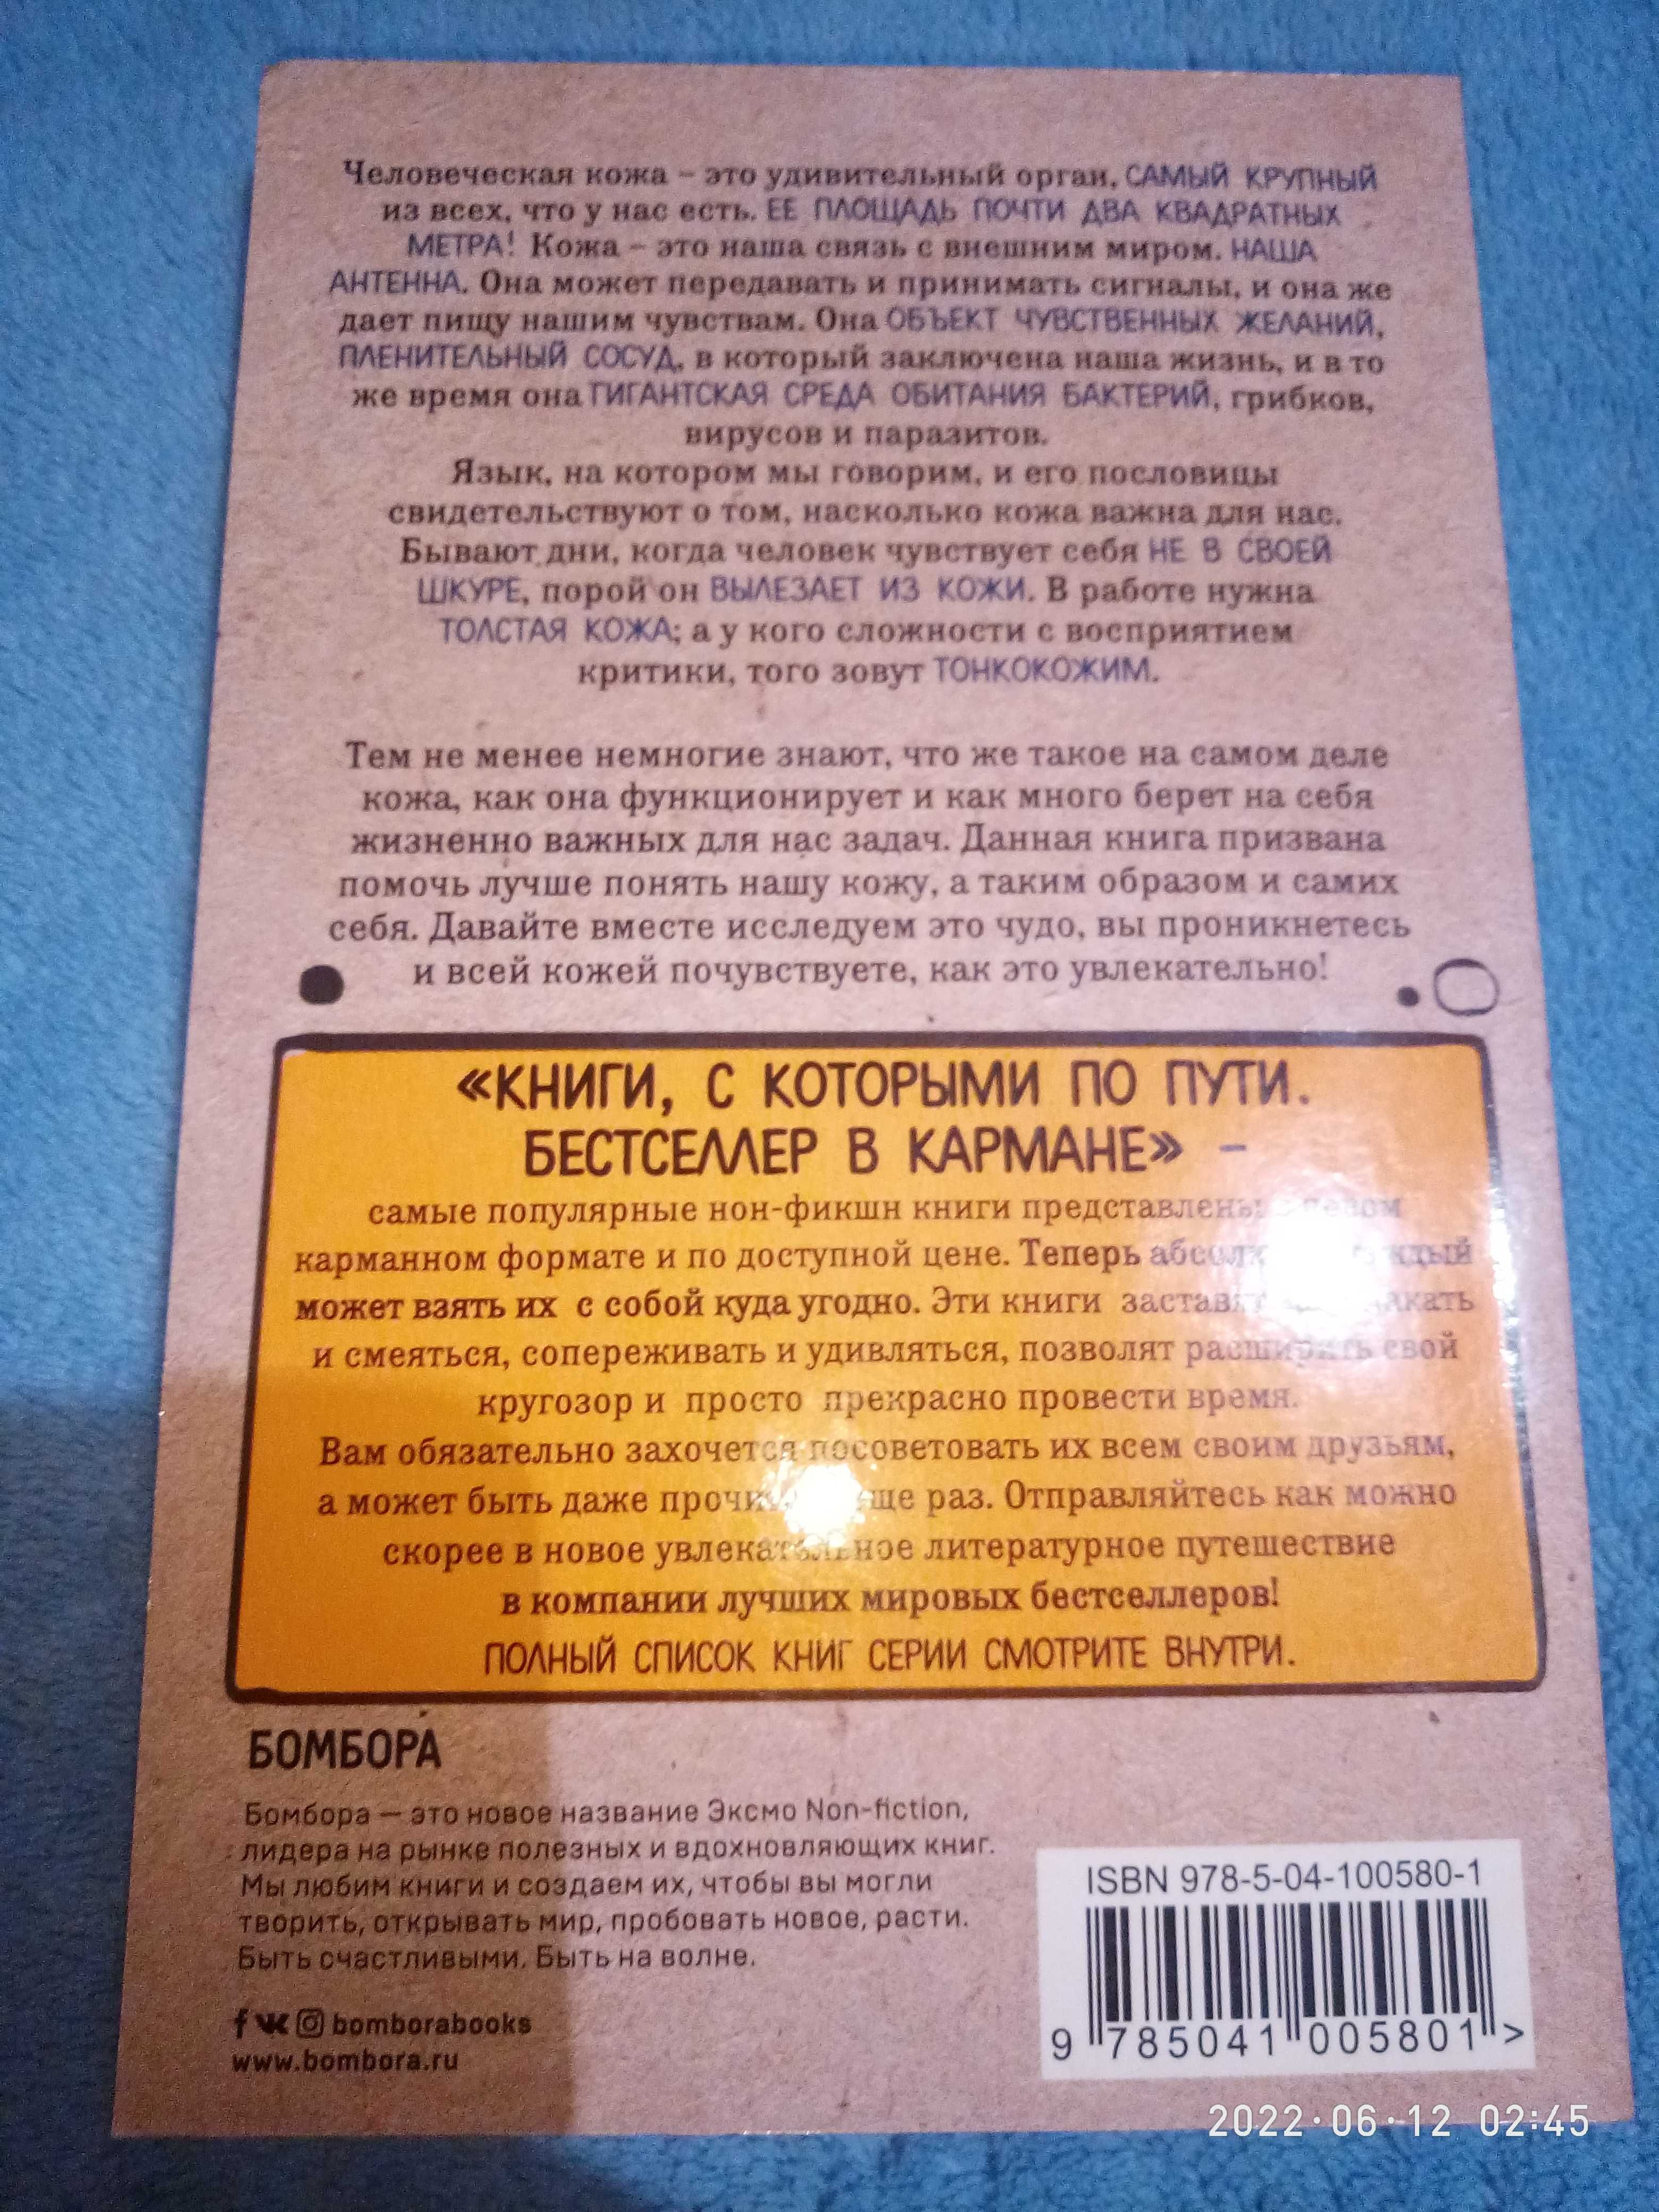 Человеческая кожа – это удивительный орган, САМЫЙ КРУПНЫЙ
из всех, что у нас есть. ЕЕ ПЛОЩАДЬ ПОЧТИ ДВА КВАДРАТНЫХ
МЕТРА! Кожа – это наша связь с внешним миром. НАША
АНТЕННА. Она может передавать и принимать сигналы, и она же
дает пищу нашим чувствам. Она ОБЪЕКТ ЧУВСТВЕННЫХ ЖЕЛАНИЙ,
ПЛЕНИТЕЛЬНЫЙ СОСУД, в который заключена наша жизнь, и в то
же время она ГИГАНТСКАЯ СРЕДА ОБИТАНИЯ БАКТЕРИЙ, грибков,
вирусов и паразитов.
Язык, на котором мы говорим, и его пословицы
свидетельствуют о том, насколько кожа важна для нас.
Бывают дни, когда человек чувствует себя НЕ В СВОЕЙ
ШКУРЕ, порой он ВЫЛЕЗАЕТ ИЗ КОЖИ. В работе нужна
ТОЛСТАЯ КОЖА; а у кого сложности с восприятием
критики, того зовут ТОНКОКОЖИМ.
Тем не менее немногие знают, что же такое на самом деле
кожа, как она функционирует и как много берет на себя
жизненно важных для нас задач. Данная книга призвана
помочь лучше понять нашу кожу, а таким образом и самих
себя. Давайте вместе исследуем это чудо, вы проникнетесь
и всей кожей почувствуете, как это увлекательно!
«КНИГИ, С КОТОРЫМИ ПО ПУТИ.
БЕСТСЕЛЛЕР В КАРМАНЕ» –
самые популярные нон-фикшн книги представлены
карманном формате и по доступной цене. Теперь
может взять их с собой куда угодно. Эти книги
и смеяться, сопереживать и удивляться, позволят расширить свой
кругозор и просто прекрасно провести время.
Вам обязательно захочется посоветовать их всем своим друзьям,
а может быть даже раз. Отправляйтесь как можно
скорее в новое увлекательное литературное путешествие
в компании лучших мировых бестселлеров!
ПОЛНЫЙ СПИСОК КНИГ СЕРИИ СМОТРИТЕ ВНУТРИ.
БОМБОРА
Бомбора — это новое название Эксмо Non-fiction,
лидера на рынке полезных и вдохновляющих книг.
Мы любим книги и создаем их, чтобы вы могли
творить, открывать мир, пробовать новое, расти.
Быть счастливыми. Быть на волне.
bomborabooks
www.bombora.ru
ISBN 978-5-04-100580-1
9 785041 005801 >
2022·06·12 02:45